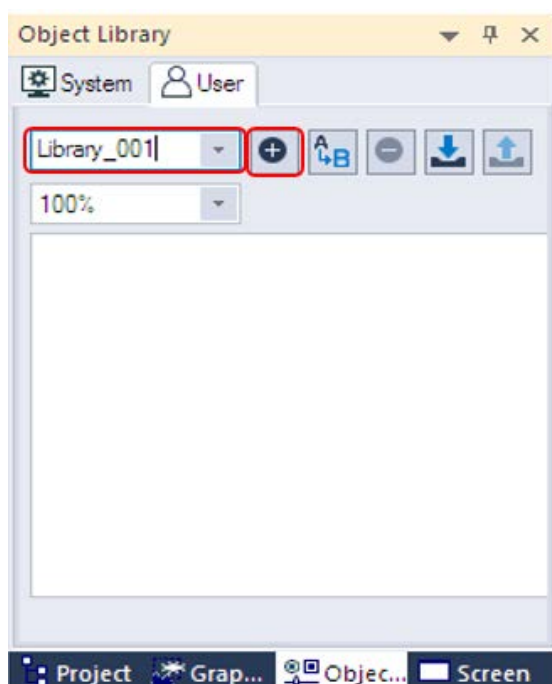 Object Library
System User
Library_001
A B
100%
Project Grap... Objec... Screen